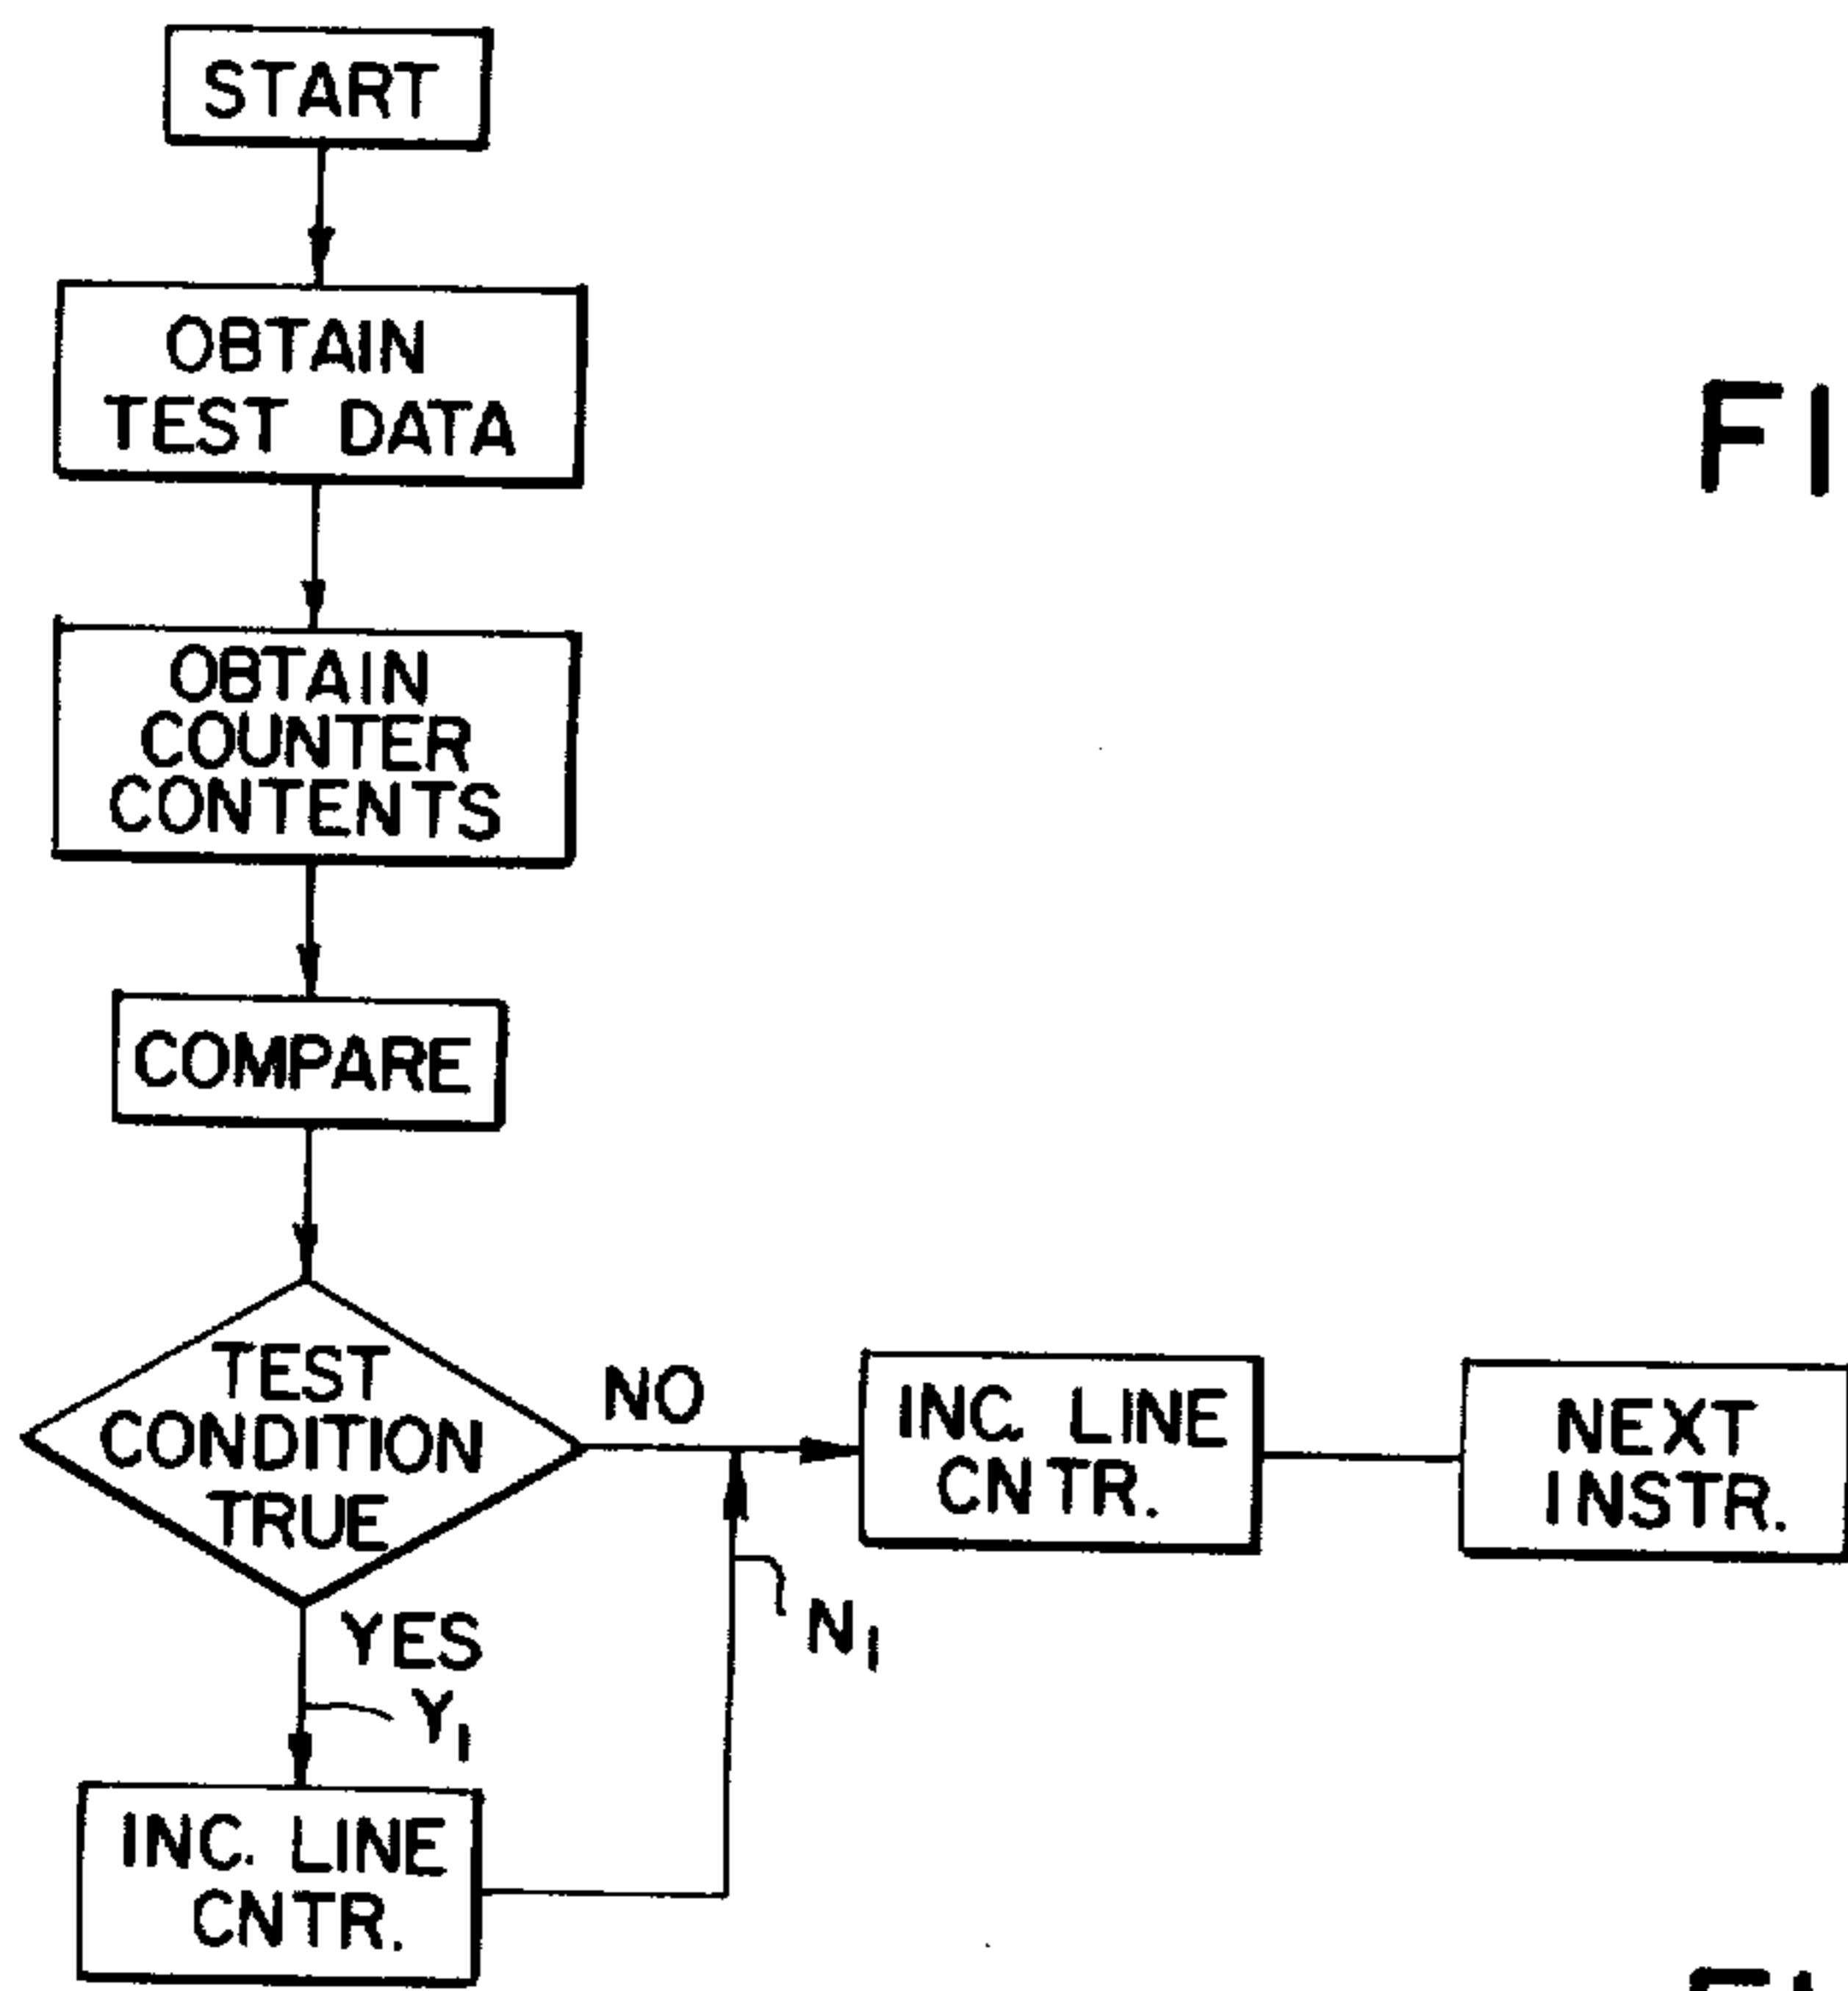 START
OBTAIN
TEST DATA
FI
OBTAIN
COUNTER
CONTENTS
COMPARE
TEST
CONDITION
TRUE
NO
INC. LINE
CNTR.
NEXT
INSTR.
N1
YES
Y1
INC. LINE
CNTR.